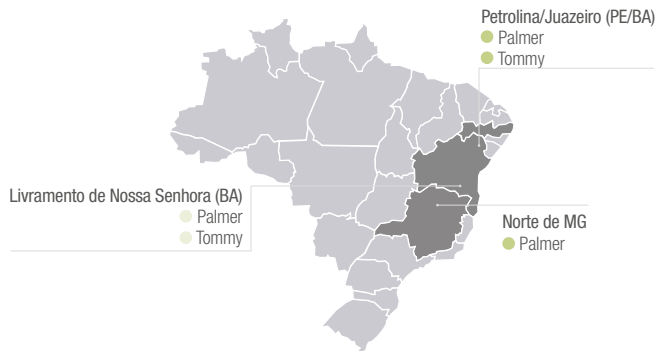 Petrolina/Juazeiro (PE/BA)
Palmer
Tommy
Livramento de Nossa Senhora (BA)
Palmer
Tommy
Norte de MG
Palmer